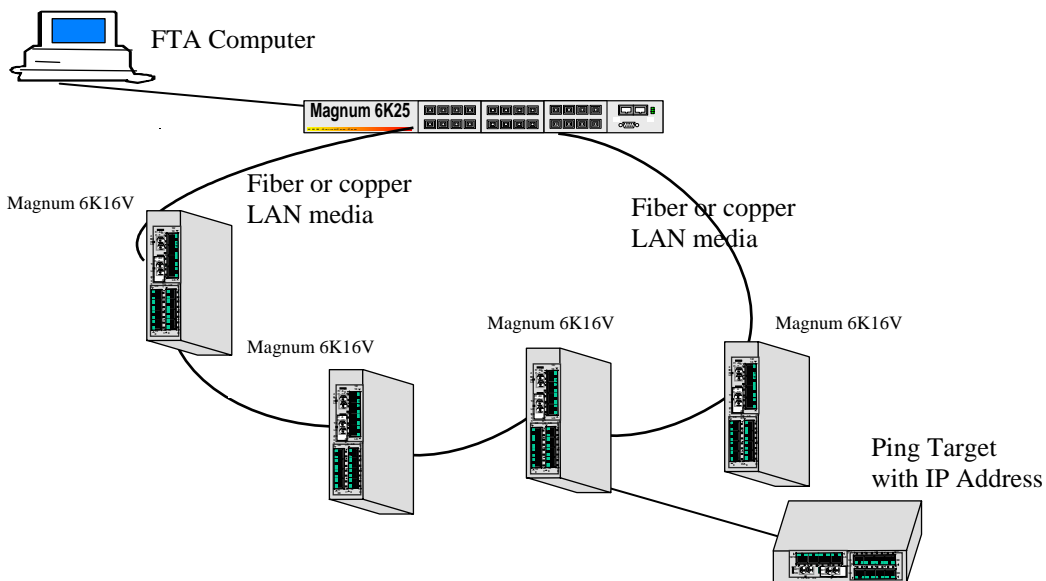 FTA Computer
Magnum 6K25
Fiber or copper
LAN media
Magnum 6K16V
Fiber or copper
LAN media
Magnum 6K16V
Magnum 6K16V
Magnum 6K16V
Ping Target
with IP Address